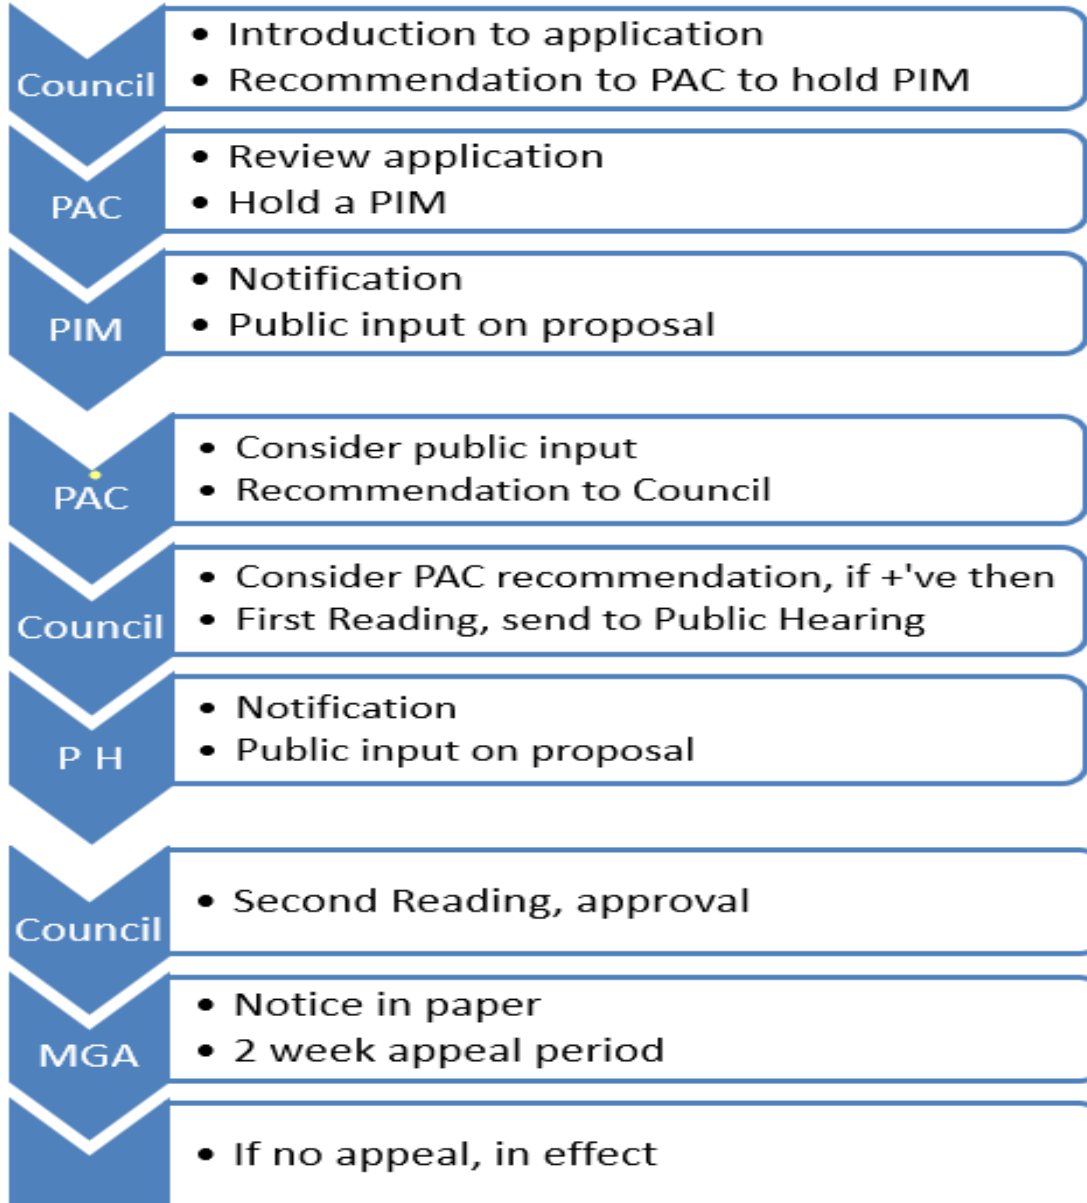 Council
• Introduction to application
• Recommendation to PAC to hold PIM
PAC
• Review application
• Hold a PIM
PIM
• Notification
• Public input on proposal
PAC
• Consider public input
• Recommendation to Council
Council
• Consider PAC recommendation, if +'ve then
• First Reading, send to Public Hearing
P H
• Notification
• Public input on proposal
Council
• Second Reading, approval
MGA
• Notice in paper
• 2 week appeal period
• If no appeal, in effect